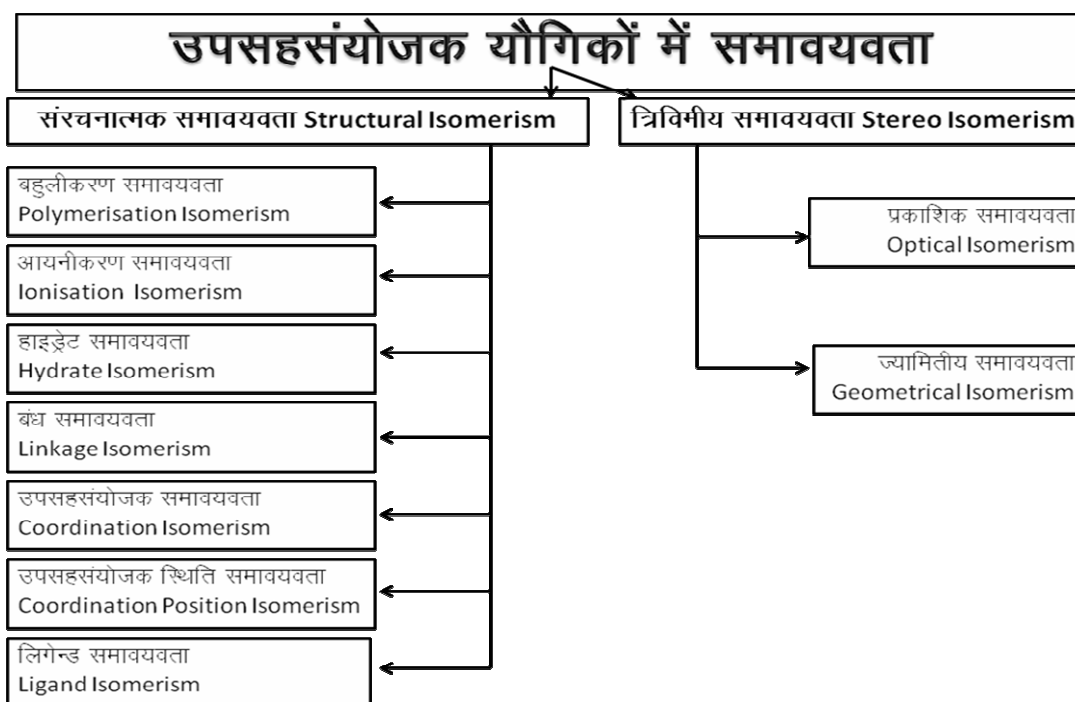 उपसहसंयोजक यौगिकों में समावयवता
संरचनात्मक समावयवता Structural Isomerism
त्रिविमीय समावयवता Stereo Isomerism
बहुलीकरण समावयवता
Polymerisation Isomerism
आयनीकरण समावयवता
Ionisation Isomerism
हाइड्रेट समावयवता
Hydrate Isomerism
बंध समावयवता
Linkage Isomerism
उपसहसंयोजक समावयवता
Coordination Isomerism
उपसहसंयोजक स्थिति समावयवता
Coordination Position Isomerism
लिगेन्ड समावयवता
Ligand Isomerism
प्रकाशिक समावयवता
Optical Isomerism
ज्यामितीय समावयवता
Geometrical Isomerism